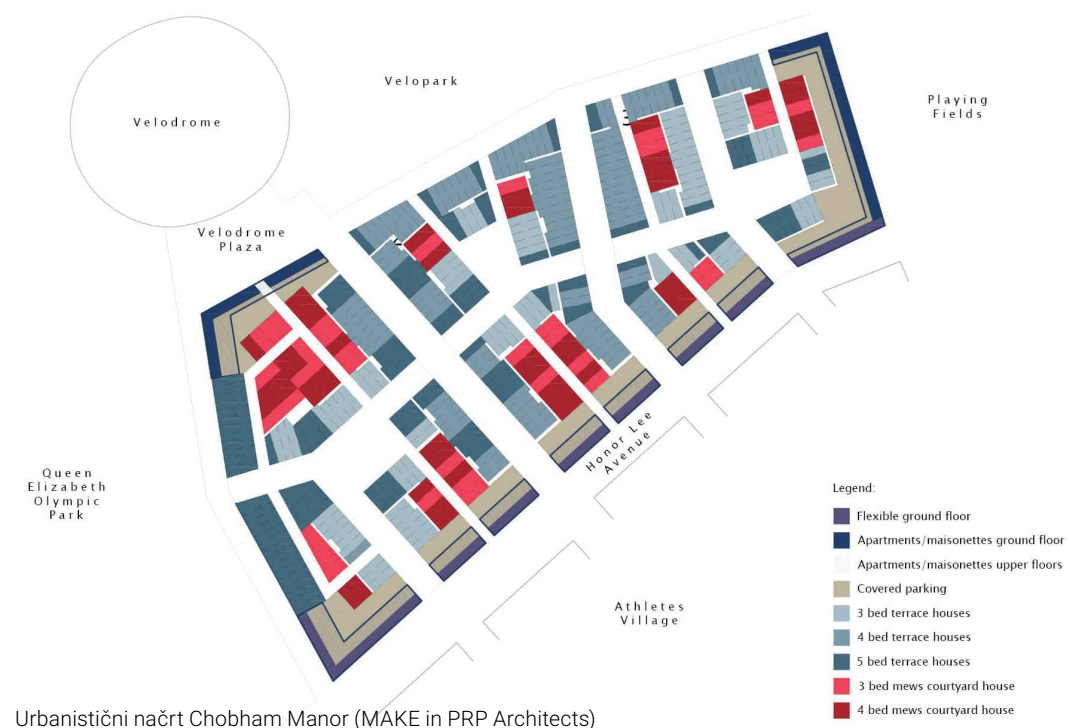 Velopark
Velodrome
Playing
Fields
Velodrome
Plaza
Honor Lee
Avenue
Queen
Elizabeth
Olympic
Park
Athletes
Village
Legend:
Flexible ground floor
Apartments/maisonettes ground floor
Apartments/maisonettes upper floors
Covered parking
3 bed terrace houses
4 bed terrace houses
5 bed terrace houses
3 bed mews courtyard house
4 bed mews courtyard house
Urbanistični načrt Chobham Manor (MAKE in PRP Architects)